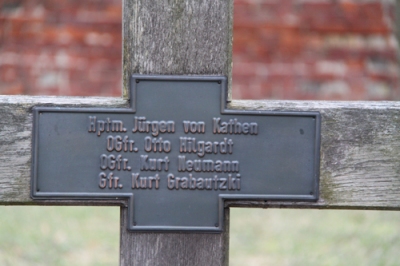 Hptm. Jürgen von Kathen
OGfr. Otto Hilgardt
OGfr. Kurt Neumann
Gfr. Kurt Grabautzki